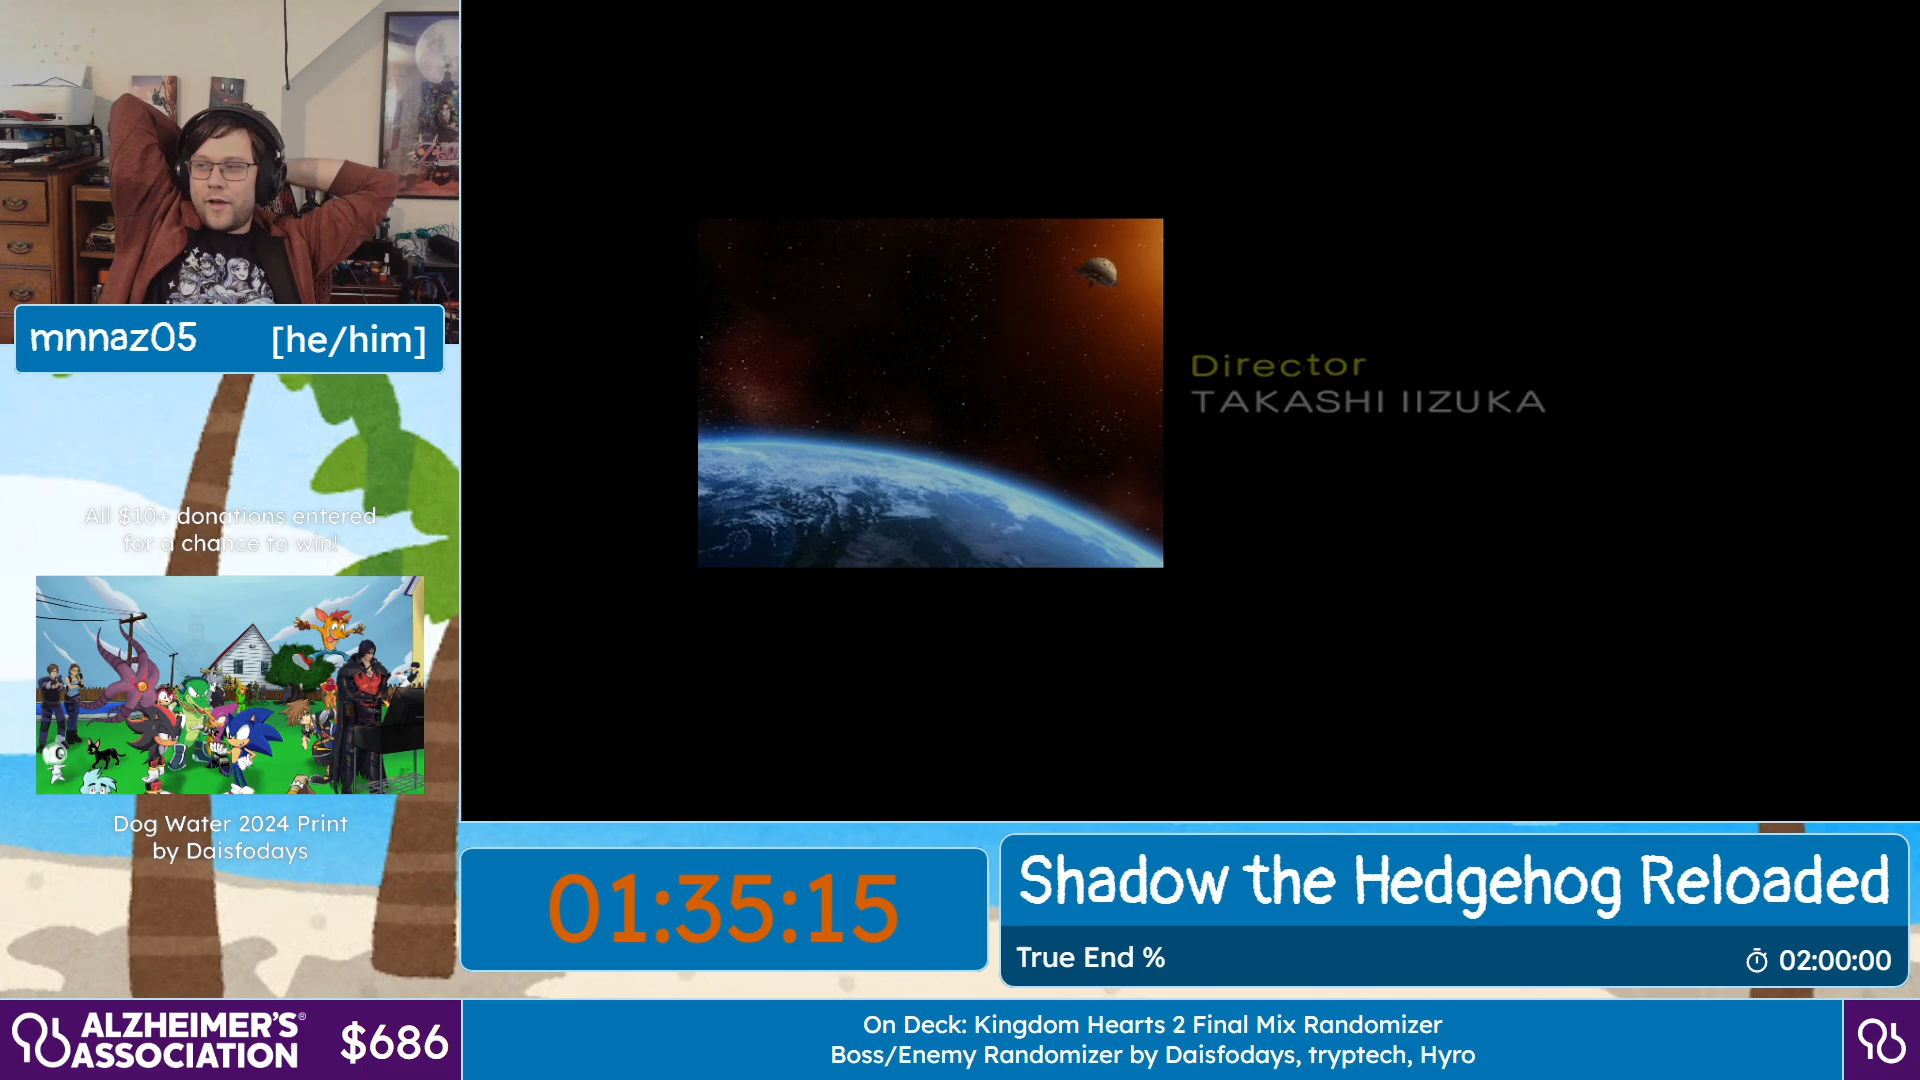 mnnaz05 [he/him]
All $10+ donations entered
for a chance to win!
Dog Water 2024 Print
by Daisfodays
Director
TAKASHI IIZUKA
01:35:15
Shadow the Hedgehog Reloaded
True End %
02:00:00
ALZHEIMER'S®
ASSOCIATION
$686
On Deck: Kingdom Hearts 2 Final Mix Randomizer
Boss/Enemy Randomizer by Daisfodays, tryptech, Hyro